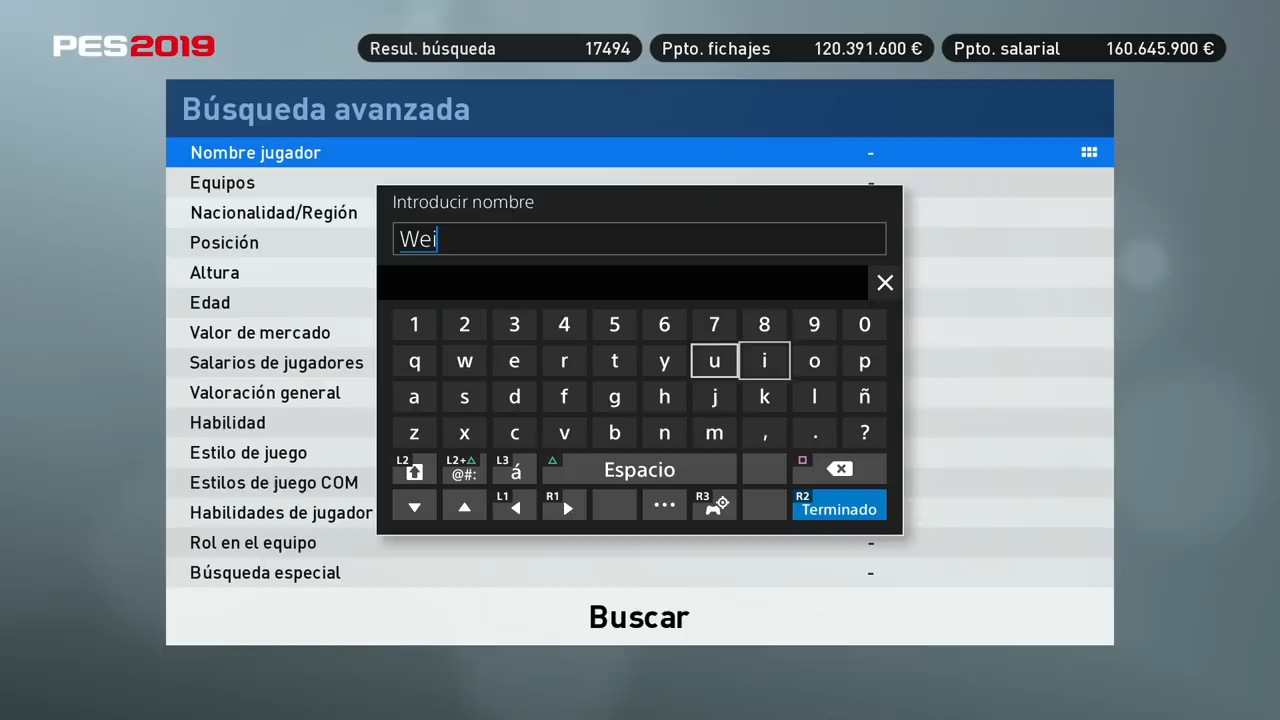 PES2019
Resul. búsqueda 17494
Ppto. fichajes 120.391.600 €
Ppto. salarial 160.645.900 €
Búsqueda avanzada
Nombre jugador -
Equipos -
Nacionalidad/Región
Posición
Altura
Edad
Valor de mercado
Salarios de jugadores
Valoración general
Habilidad
Estilo de juego
Estilos de juego COM
Habilidades de jugador
Rol en el equipo -
Búsqueda especial -
Buscar
Introducir nombre
Wei
1 2 3 4 5 6 7 8 9 0
q w e r t y u i o p
a s d f g h j k l ñ
z x c v b n m , . ?
L2 L2+△ @#: L3 á △ Espacio □
L1 R1 ... R3 R2 Terminado